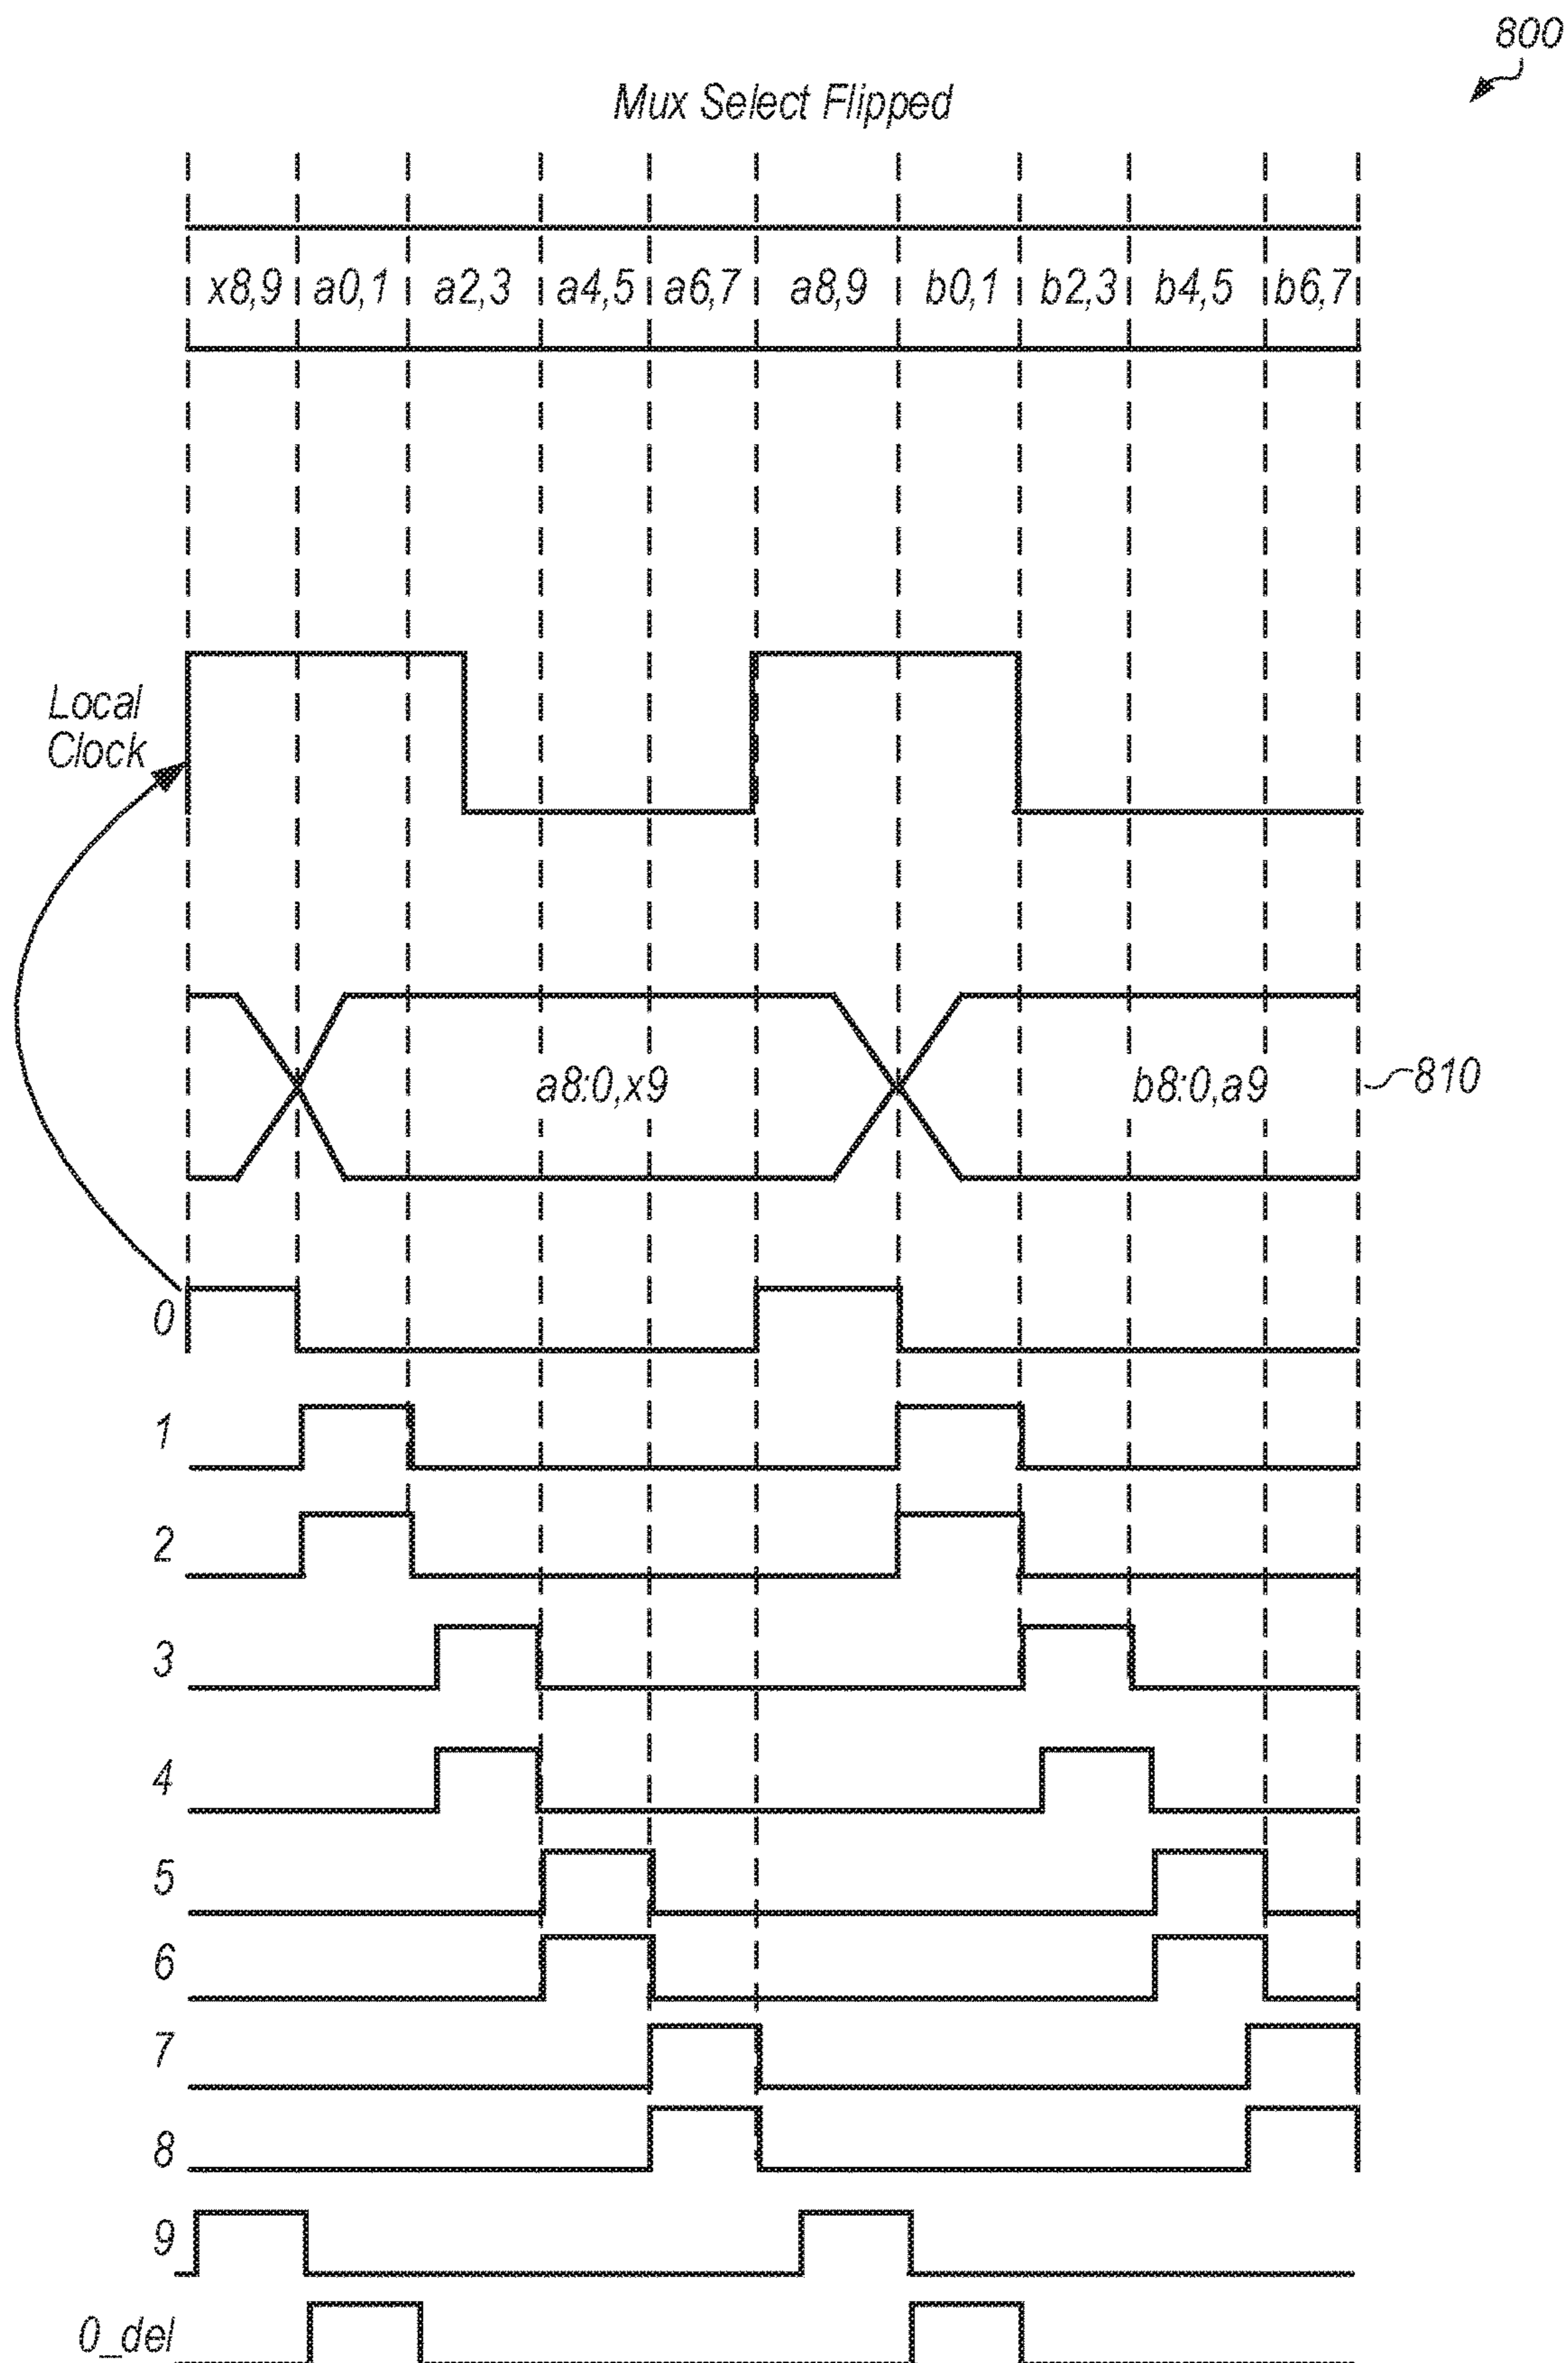 800
Mux Select Flipped
x8,9 a0,1 a2,3 a4,5 a6,7 a8,9 b0,1 b2,3 b4,5 b6,7
Local
Clock
a8:0,x9 b8:0,a9 810
0
1
2
3
4
5
6
7
8
9
0_del